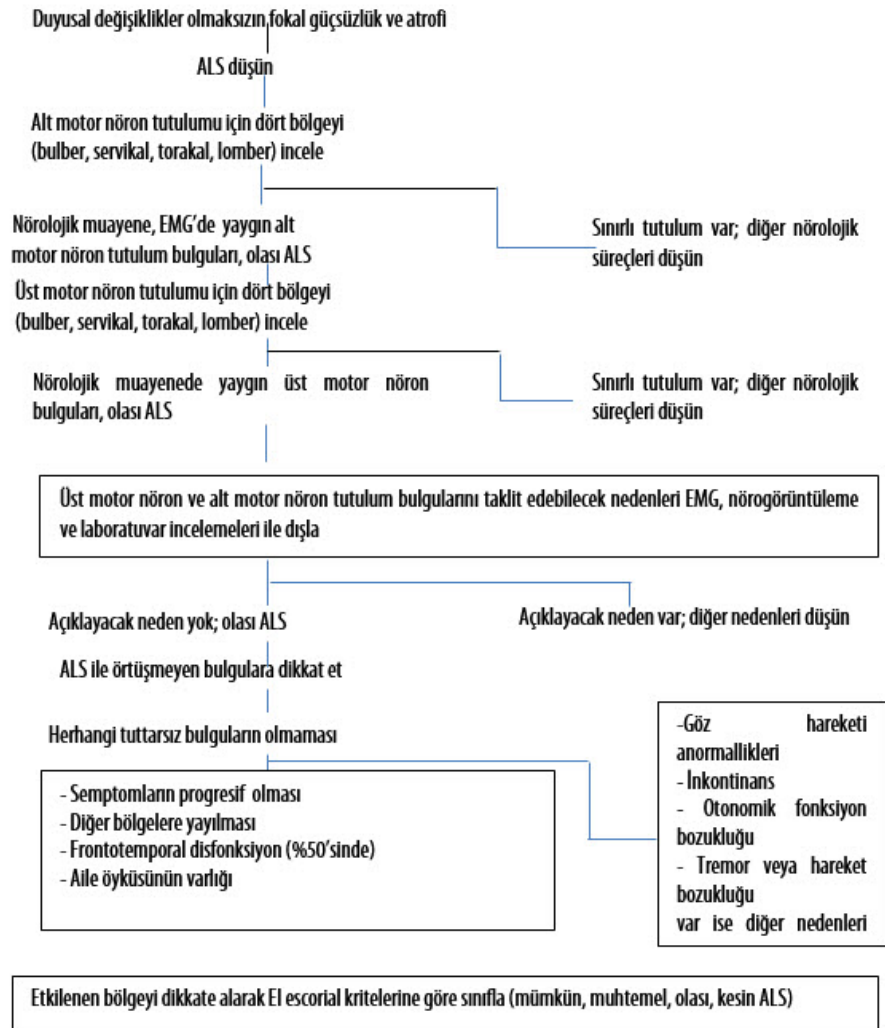 Duyusal değişiklikler olmaksızın fokal güçsüzlük ve atrofi
ALS düşün
Alt motor nöron tutulumu için dört bölgeyi
(bulber, servikal, torakal, lomber) incele
Nörolojik muayene, EMG’de yaygın alt
motor nöron tutulum bulguları, olası ALS
Sınırlı tutulum var; diğer nörolojik
süreçleri düşün
Üst motor nöron tutulumu için dört bölgeyi
(bulber, servikal, torakal, lomber) incele
Nörolojik muayenede yaygın üst motor nöron
bulguları, olası ALS
Sınırlı tutulum var; diğer nörolojik
süreçleri düşün
Üst motor nöron ve alt motor nöron tutulum bulgularını taklit edebilecek nedenleri EMG, nörogörüntüleme
ve laboratuvar incelemeleri ile dışla
Açıklayacak neden yok; olası ALS
Açıklayacak neden var; diğer nedenleri düşün
ALS ile örtüşmeyen bulgulara dikkat et
Herhangi tuttarsız bulguların olmaması
- Semptomların progresif olması
- Diğer bölgelere yayılması
- Frontotemporal disfonksiyon (%50’sinde)
- Aile öyküsünün varlığı
-Göz hareketi
anormallikleri
- İnkontinans
- Otonomik fonksiyon
bozukluğu
- Tremor veya hareket
bozukluğu
var ise diğer nedenleri
Etkilenen bölgeyi dikkate alarak El escorial kritelerine göre sınıfla (mümkün, muhtemel, olası, kesin ALS)